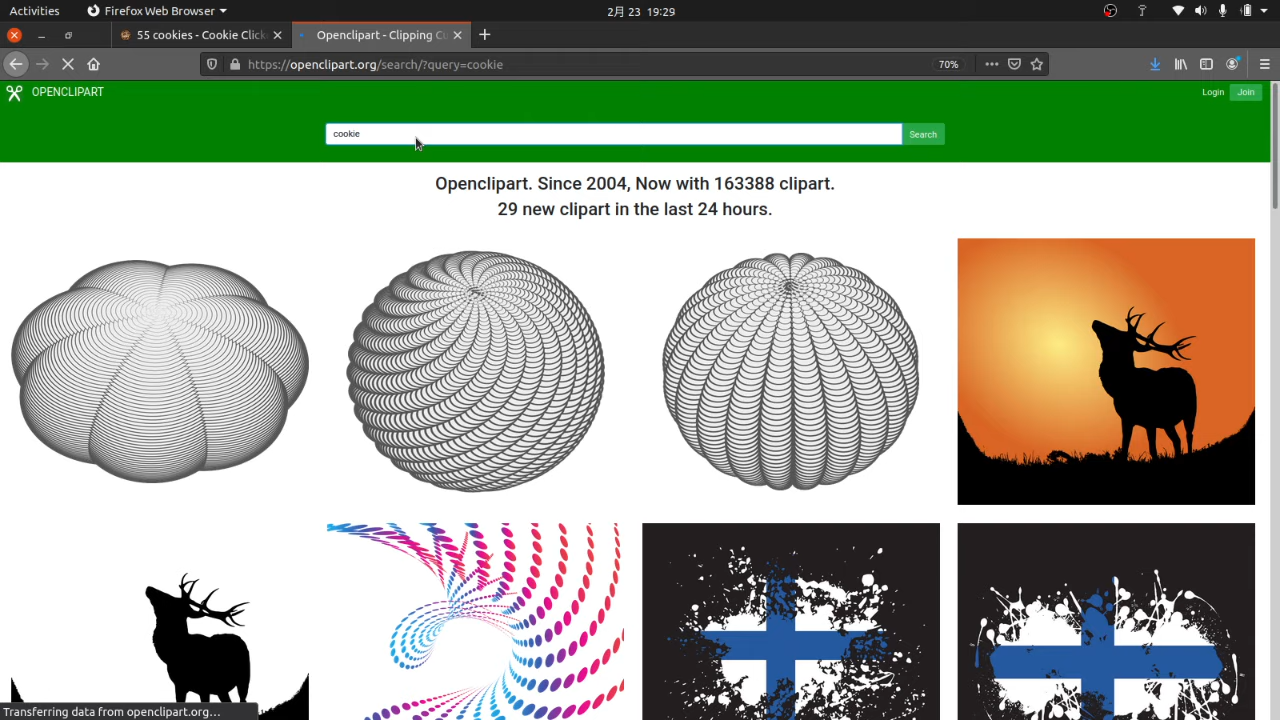 Activities
Firefox Web Browser
2月 23 19:29
55 cookies - Cookie Click
Openclipart - Clipping Cu
https://openclipart.org/search/?query=cookie
70%
OPENCLIPART
Login
Join
cookie
Search
Openclipart. Since 2004, Now with 163388 clipart.
29 new clipart in the last 24 hours.
Transferring data from openclipart.org...